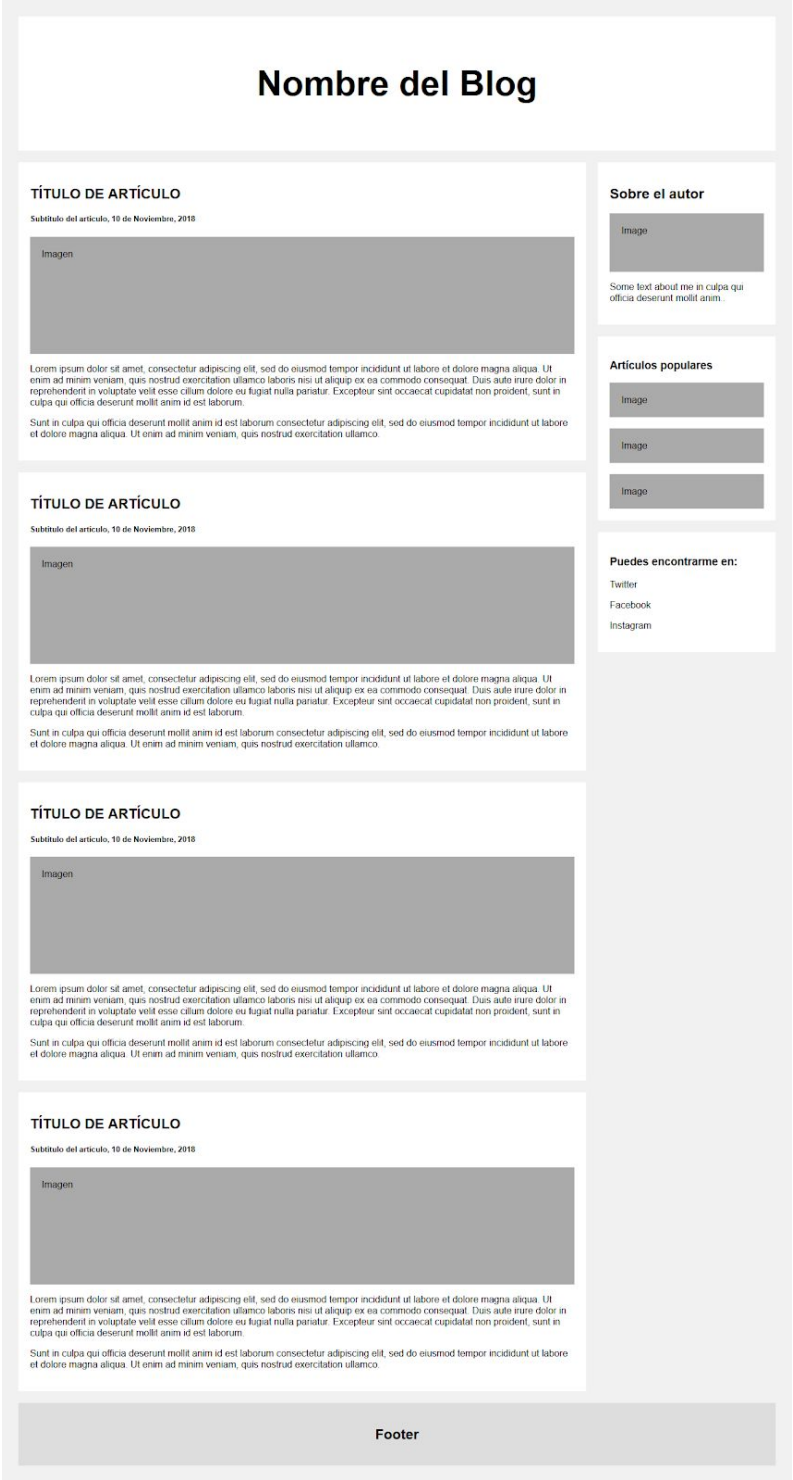 Nombre del Blog
TÍTULO DE ARTÍCULO
Subtitulo del artículo, 10 de Noviembre, 2018
Imagen
Lorem ipsum dolor sit amet, consectetur adipiscing elit, sed do eiusmod tempor incididunt ut labore et dolore magna aliqua. Ut
enim ad minim veniam, quis nostrud exercitation ullamco laboris nisi ut aliquip ex ea commodo consequat. Duis aute irure dolor in
reprehenderit in voluptate velit esse cillum dolore eu fugiat nulla pariatur. Excepteur sint occaecat cupidatat non proident, sunt in
culpa qui officia deserunt mollit anim id est laborum.
Sunt in culpa qui officia deserunt mollit anim id est laborum consectetur adipiscing elit, sed do eiusmod tempor incididunt ut labore
et dolore magna aliqua. Ut enim ad minim veniam, quis nostrud exercitation ullamco.
TÍTULO DE ARTÍCULO
Subtitulo del artículo, 10 de Noviembre, 2018
Imagen
Lorem ipsum dolor sit amet, consectetur adipiscing elit, sed do eiusmod tempor incididunt ut labore et dolore magna aliqua. Ut
enim ad minim veniam, quis nostrud exercitation ullamco laboris nisi ut aliquip ex ea commodo consequat. Duis aute irure dolor in
reprehenderit in voluptate velit esse cillum dolore eu fugiat nulla pariatur. Excepteur sint occaecat cupidatat non proident, sunt in
culpa qui officia deserunt mollit anim id est laborum.
Sunt in culpa qui officia deserunt mollit anim id est laborum consectetur adipiscing elit, sed do eiusmod tempor incididunt ut labore
et dolore magna aliqua. Ut enim ad minim veniam, quis nostrud exercitation ullamco.
TÍTULO DE ARTÍCULO
Subtitulo del artículo, 10 de Noviembre, 2018
Imagen
Lorem ipsum dolor sit amet, consectetur adipiscing elit, sed do eiusmod tempor incididunt ut labore et dolore magna aliqua. Ut
enim ad minim veniam, quis nostrud exercitation ullamco laboris nisi ut aliquip ex ea commodo consequat. Duis aute irure dolor in
reprehenderit in voluptate velit esse cillum dolore eu fugiat nulla pariatur. Excepteur sint occaecat cupidatat non proident, sunt in
culpa qui officia deserunt mollit anim id est laborum.
Sunt in culpa qui officia deserunt mollit anim id est laborum consectetur adipiscing elit, sed do eiusmod tempor incididunt ut labore
et dolore magna aliqua. Ut enim ad minim veniam, quis nostrud exercitation ullamco.
TÍTULO DE ARTÍCULO
Subtitulo del artículo, 10 de Noviembre, 2018
Imagen
Lorem ipsum dolor sit amet, consectetur adipiscing elit, sed do eiusmod tempor incididunt ut labore et dolore magna aliqua. Ut
enim ad minim veniam, quis nostrud exercitation ullamco laboris nisi ut aliquip ex ea commodo consequat. Duis aute irure dolor in
reprehenderit in voluptate velit esse cillum dolore eu fugiat nulla pariatur. Excepteur sint occaecat cupidatat non proident, sunt in
culpa qui officia deserunt mollit anim id est laborum.
Sunt in culpa qui officia deserunt mollit anim id est laborum consectetur adipiscing elit, sed do eiusmod tempor incididunt ut labore
et dolore magna aliqua. Ut enim ad minim veniam, quis nostrud exercitation ullamco.
Sobre el autor
Image
Some text about me in culpa qui
officia deserunt mollit anim..
Artículos populares
Image
Image
Image
Puedes encontrarme en:
Twitter
Facebook
Instagram
Footer